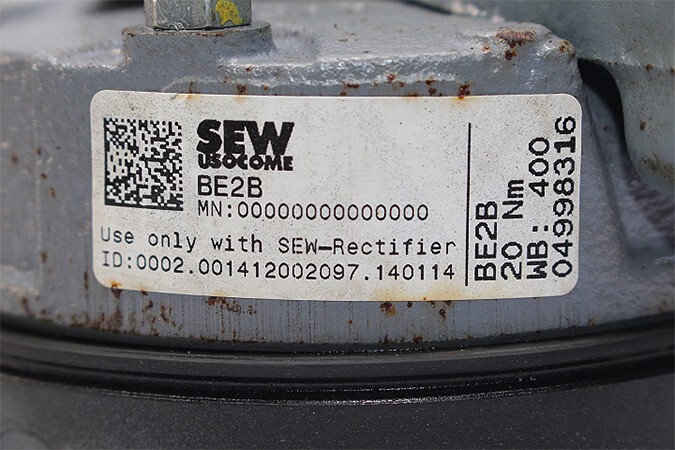 SEW
USOCOME
BE2B
MN:00000000000000
Use only with SEW-Rectifier
ID:0002.001412002097.140114
BE2B
20 Nm
WB: 400
04998316